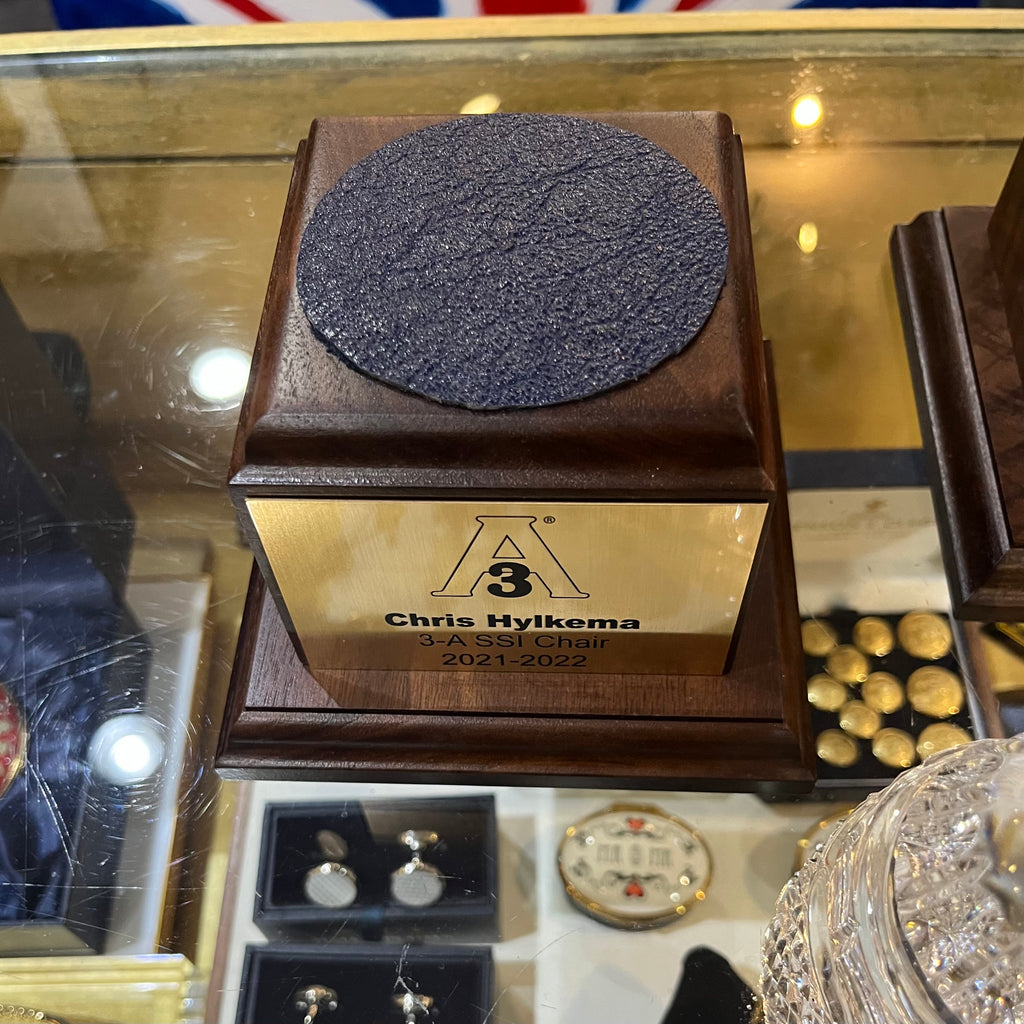 A®
3
Chris Hylkema
3-A SSI Chair
2021-2022